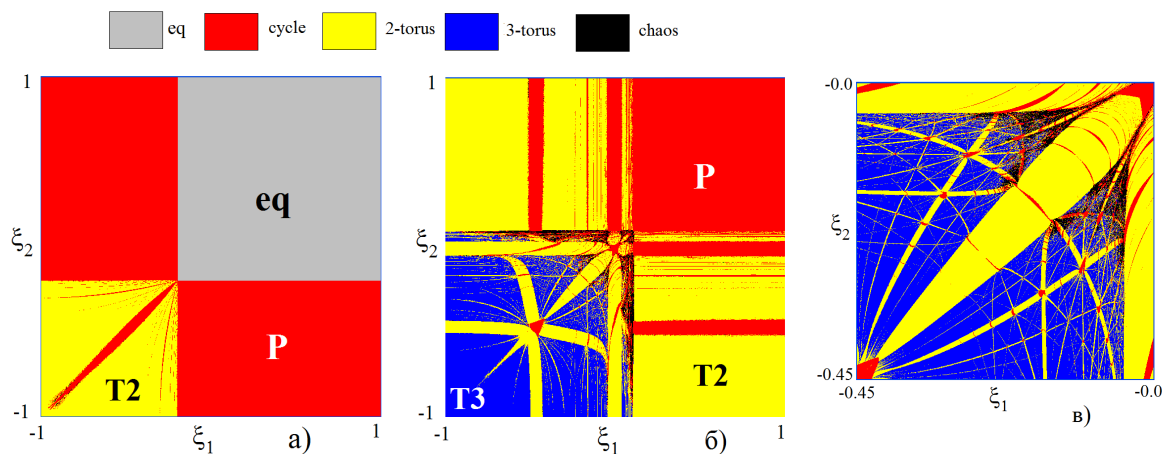 eq cycle 2-torus 3-torus chaos
1 1 -0.0
eq P
ξ2 ξ2 ξ2
P
T2 T3 T2
-1 -1 -0.45
-1 ξ1 1 -1 ξ1 1 -0.45 ξ1 -0.0
а) б) в)